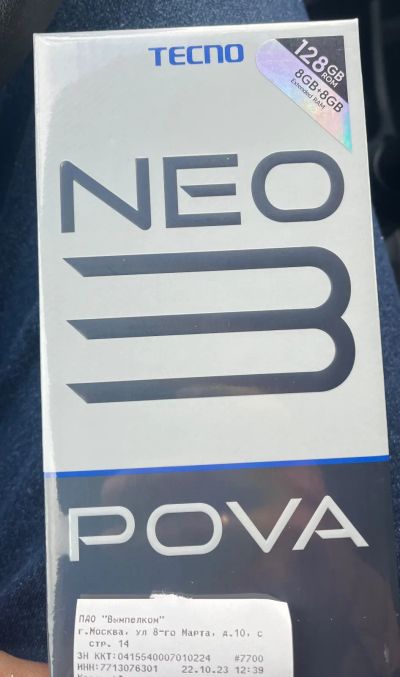 TECNO
128GB
ROM
8GB+8GB
Extended RAM
NEO
3
POVA
ПАО "Вымпелком"
г.Москва, ул 8-го Марта, д.10, с
стр. 14
ЗН ККТ:0415540007010224 #7700
ИНН:7713076301 22.10.23 12:39